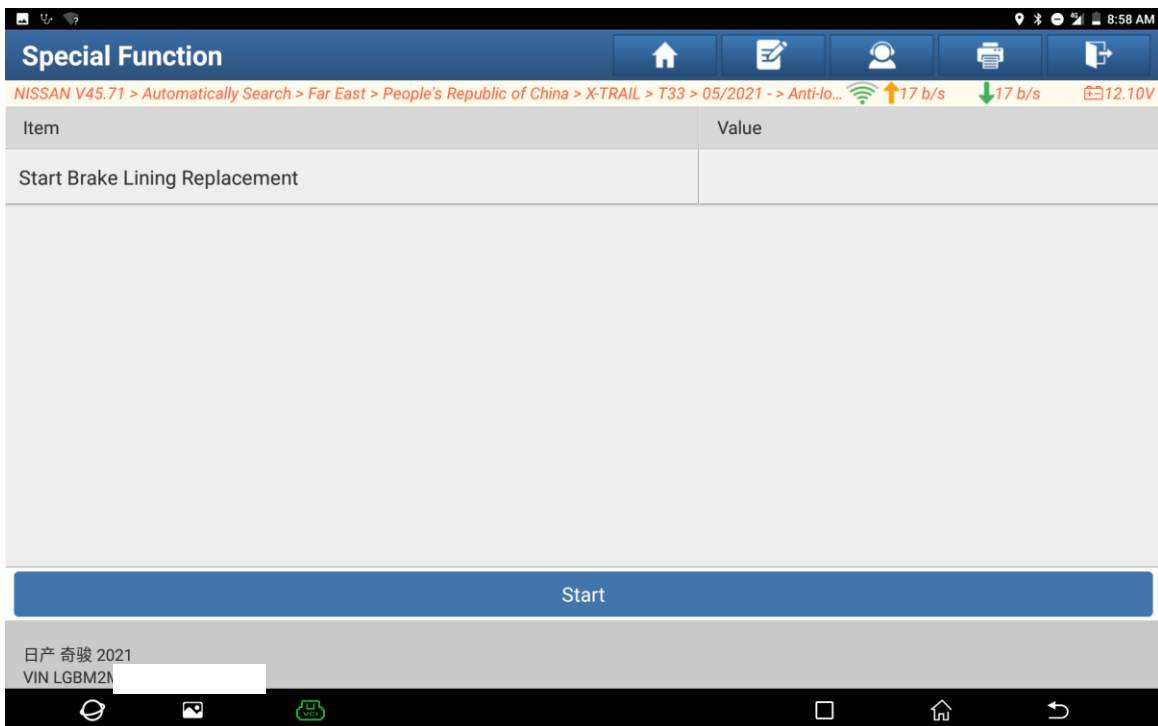 8:58 AM
Special Function
NISSAN V45.71 > Automatically Search > Far East > People's Republic of China > X-TRAIL > T33 > 05/2021 - > Anti-lo... 17 b/s 17 b/s 12.10V
Item Value
Start Brake Lining Replacement
Start
日产 奇骏 2021
VIN LGBM2
VCI